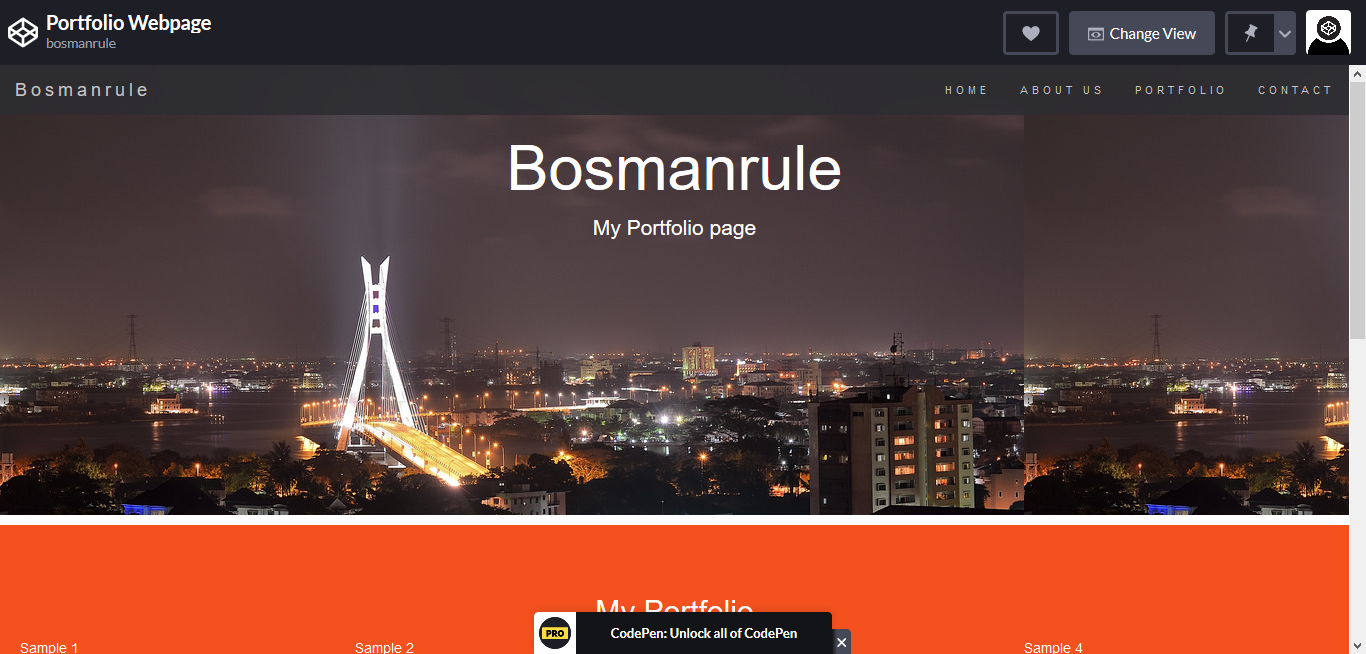 Portfolio Webpage
bosmanrule
Change View
Bosmanrule
HOME ABOUT US PORTFOLIO CONTACT
Bosmanrule
My Portfolio page
My Portfolio
Sample 1 Sample 2 Sample 4
PRO CodePen: Unlock all of CodePen